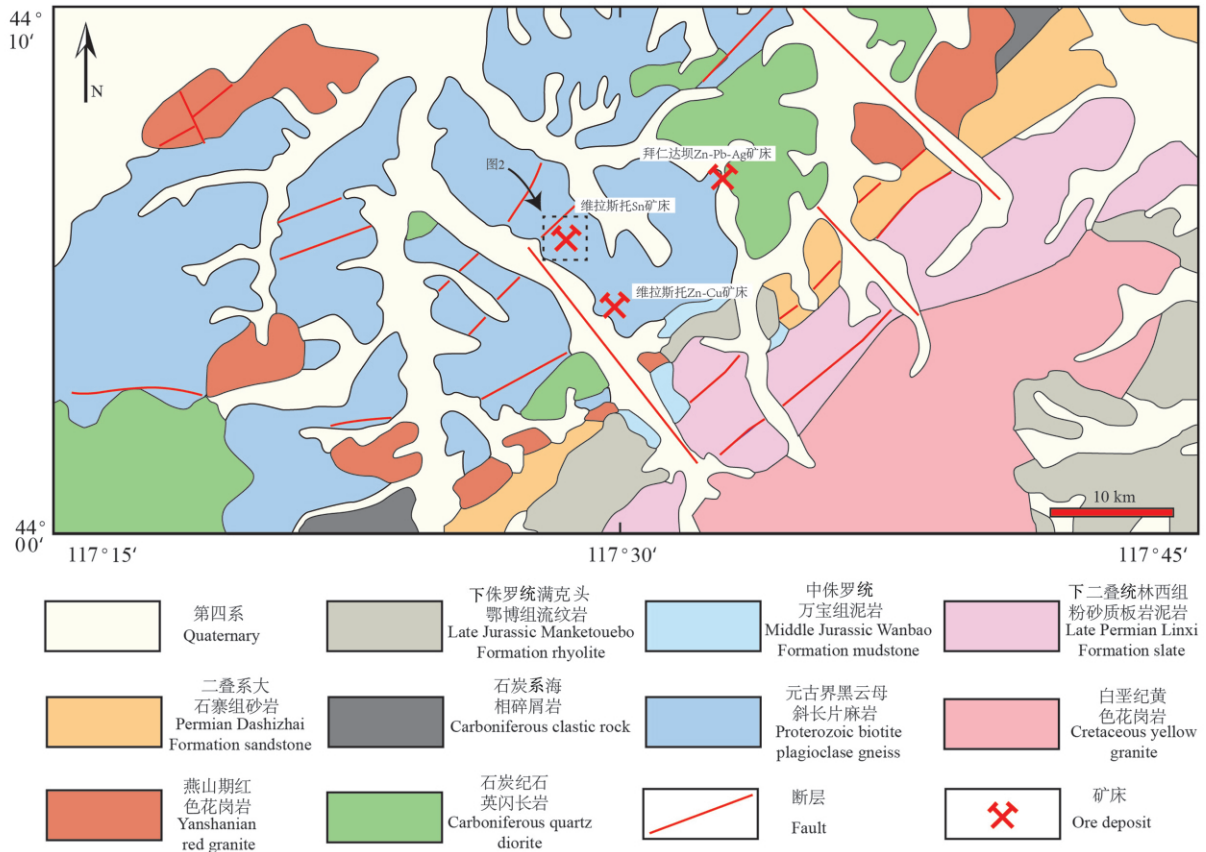 44°
10′
N
拜仁达坝Zn-Pb-Ag矿床
图2
维拉斯托Sn矿床
维拉斯托Zn-Cu矿床
10 km
44°
00′
117°15′
117°30′
117°45′
第四系
Quaternary
下侏罗统满克头
鄂博组流纹岩
Late Jurassic Manketouebo
Formation rhyolite
中侏罗统
万宝组泥岩
Middle Jurassic Wanbao
Formation mudstone
下二叠统林西组
粉砂质板岩泥岩
Late Permian Linxi
Formation slate
二叠系大
石寨组砂岩
Permian Dashizhai
Formation sandstone
石炭系海
相碎屑岩
Carboniferous clastic rock
元古界黑云母
斜长片麻岩
Proterozoic biotite
plagioclase gneiss
白垩纪黄
色花岗岩
Cretaceous yellow
granite
燕山期红
色花岗岩
Yanshanian
red granite
石炭纪石
英闪长岩
Carboniferous quartz
diorite
断层
Fault
矿床
Ore deposit